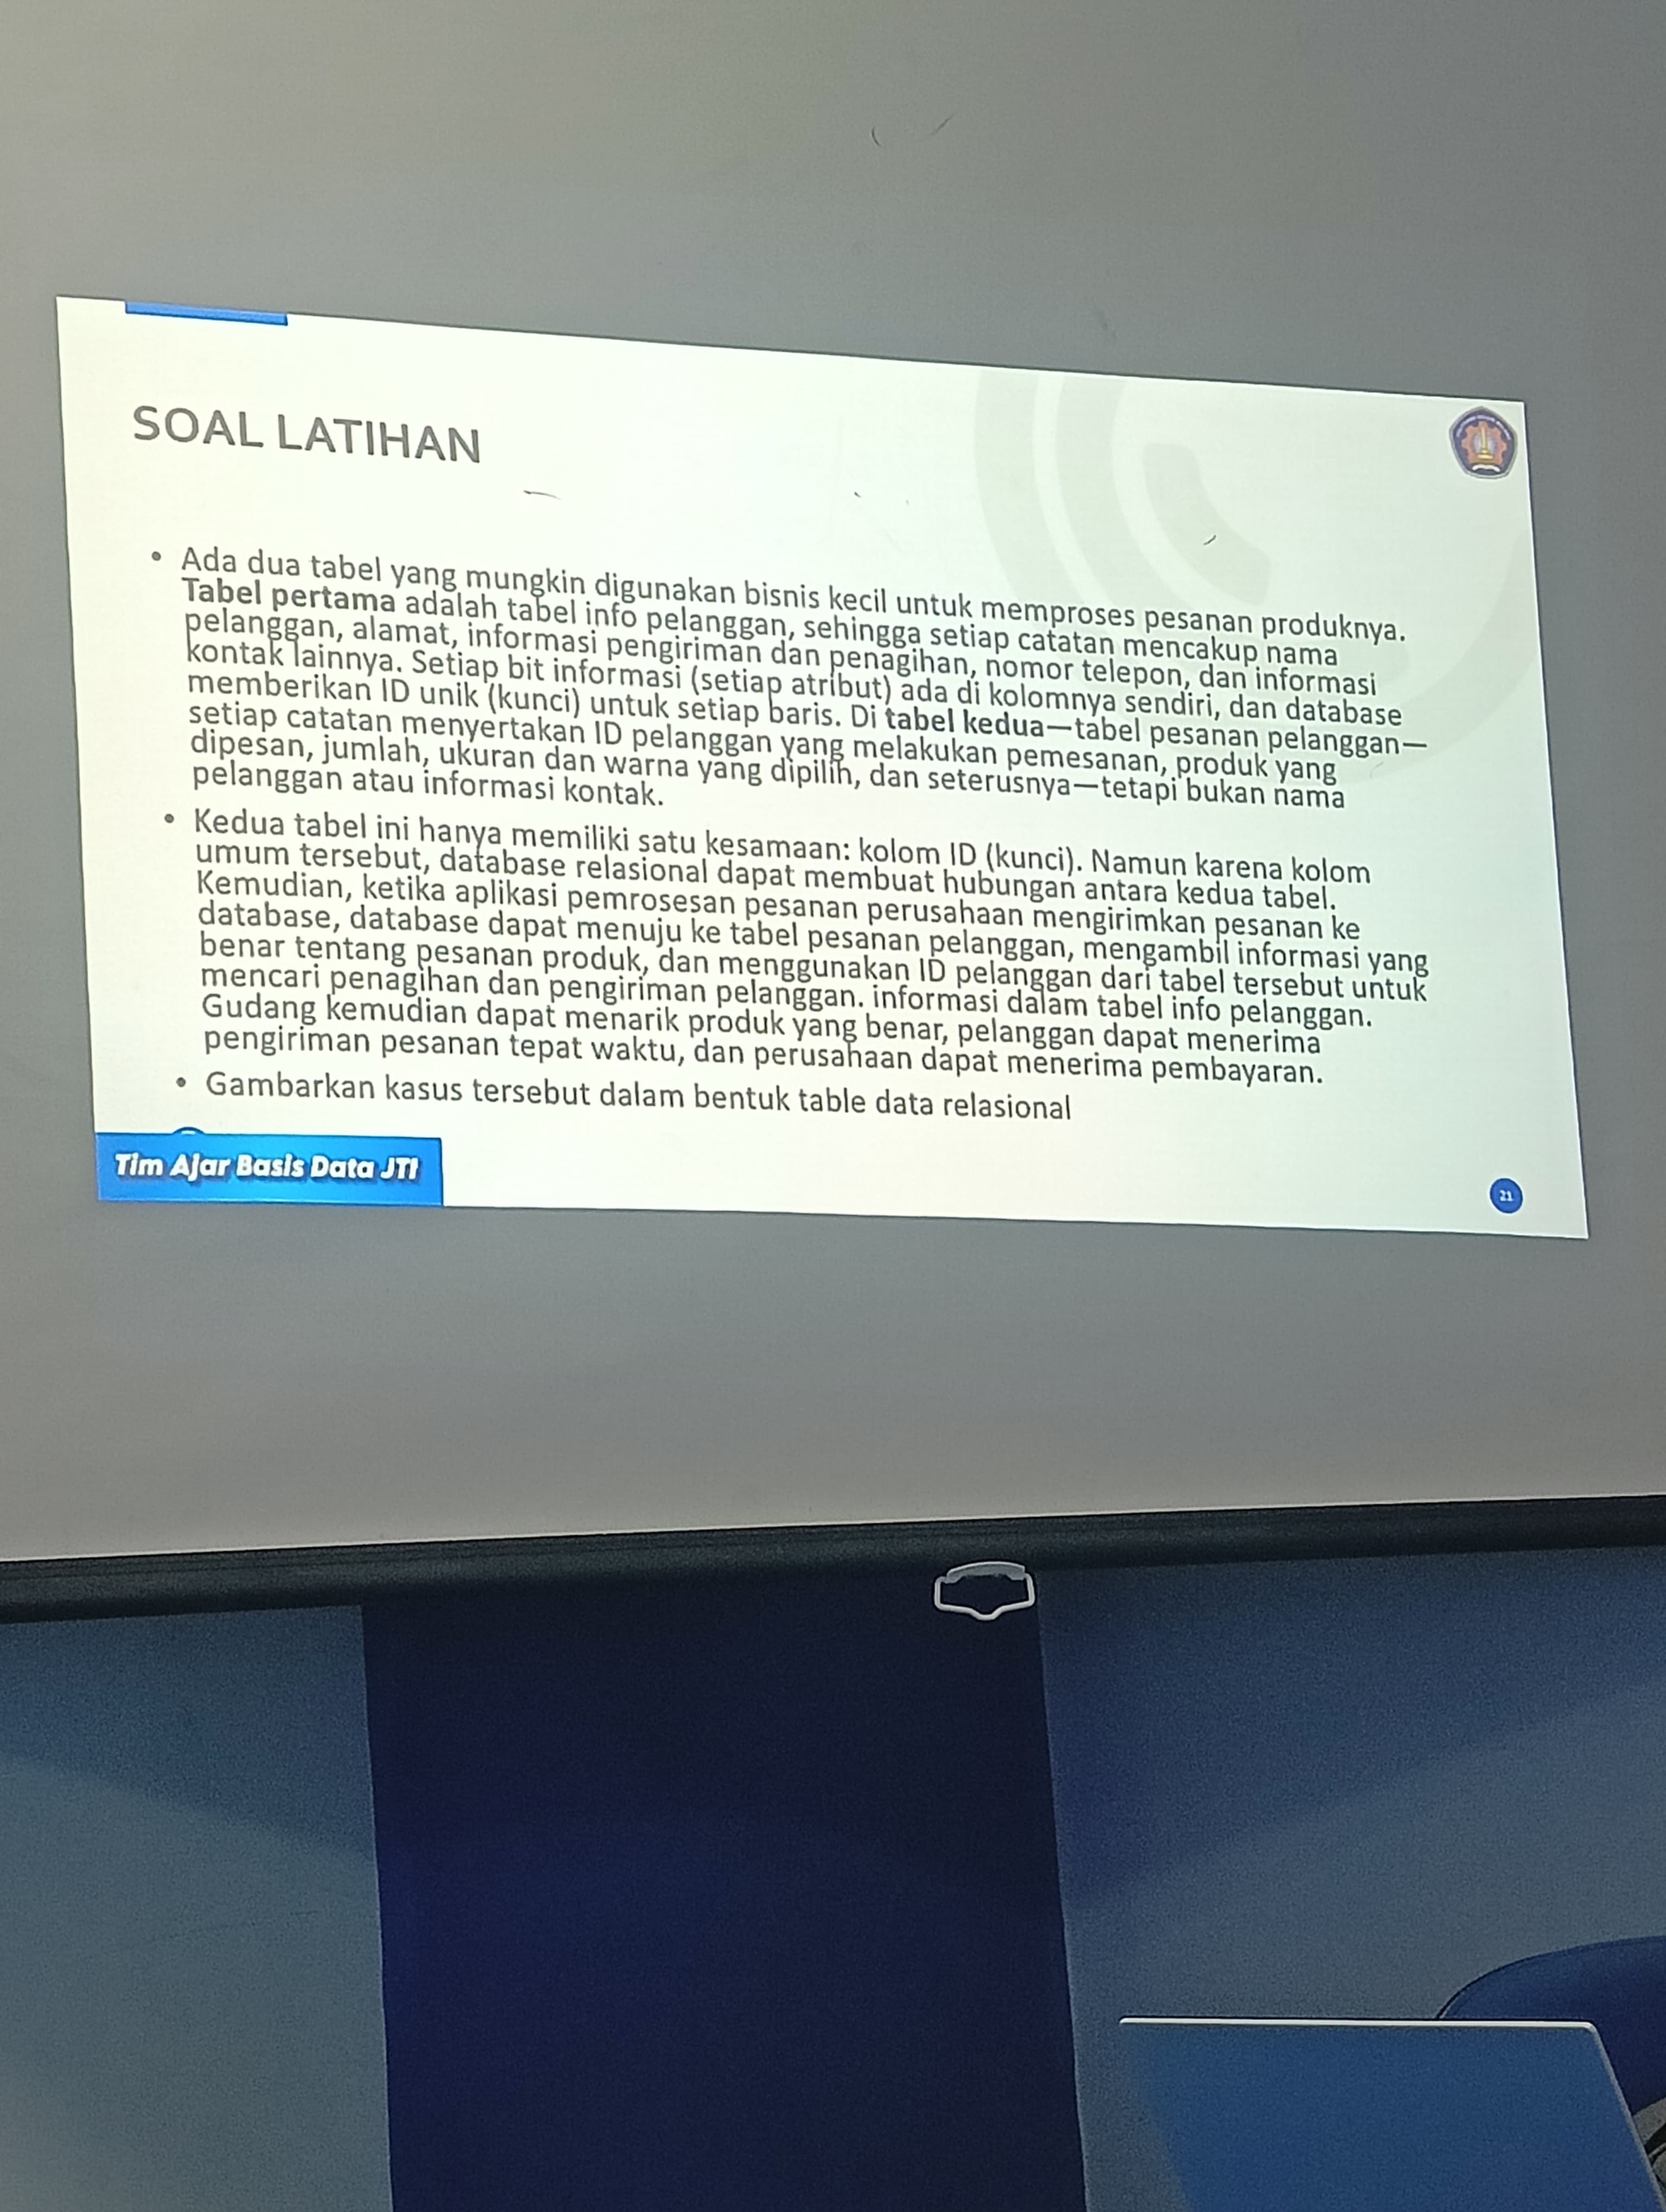 SOAL LATIHAN
• Ada dua tabel yang mungkin digunakan bisnis kecil untuk memproses pesanan produknya.
Tabel pertama adalah tabel info pelanggan, sehingga setiap catatan mencakup nama
pelanggan, alamat, informasi pengiriman dan penagihan, nomor telepon, dan informasi
kontak lainnya. Setiap bit informasi (setiap atribut) ada di kolomnya sendiri, dan database
memberikan ID unik (kunci) untuk setiap baris. Di tabel kedua—tabel pesanan pelanggan—
setiap catatan menyertakan ID pelanggan yang melakukan pemesanan, produk yang
dipesan, jumlah, ukuran dan warna yang dipilih, dan seterusnya—tetapi bukan nama
pelanggan atau informasi kontak.
• Kedua tabel ini hanya memiliki satu kesamaan: kolom ID (kunci). Namun karena kolom
umum tersebut, database relasional dapat membuat hubungan antara kedua tabel.
Kemudian, ketika aplikasi pemrosesan pesanan perusahaan mengirimkan pesanan ke
database, database dapat menuju ke tabel pesanan pelanggan, mengambil informasi yang
benar tentang pesanan produk, dan menggunakan ID pelanggan dari tabel tersebut untuk
mencari penagihan dan pengiriman pelanggan. informasi dalam tabel info pelanggan.
Gudang kemudian dapat menarik produk yang benar, pelanggan dapat menerima
pengiriman pesanan tepat waktu, dan perusahaan dapat menerima pembayaran.
• Gambarkan kasus tersebut dalam bentuk table data relasional
Tim Ajar Basis Data JTI
21